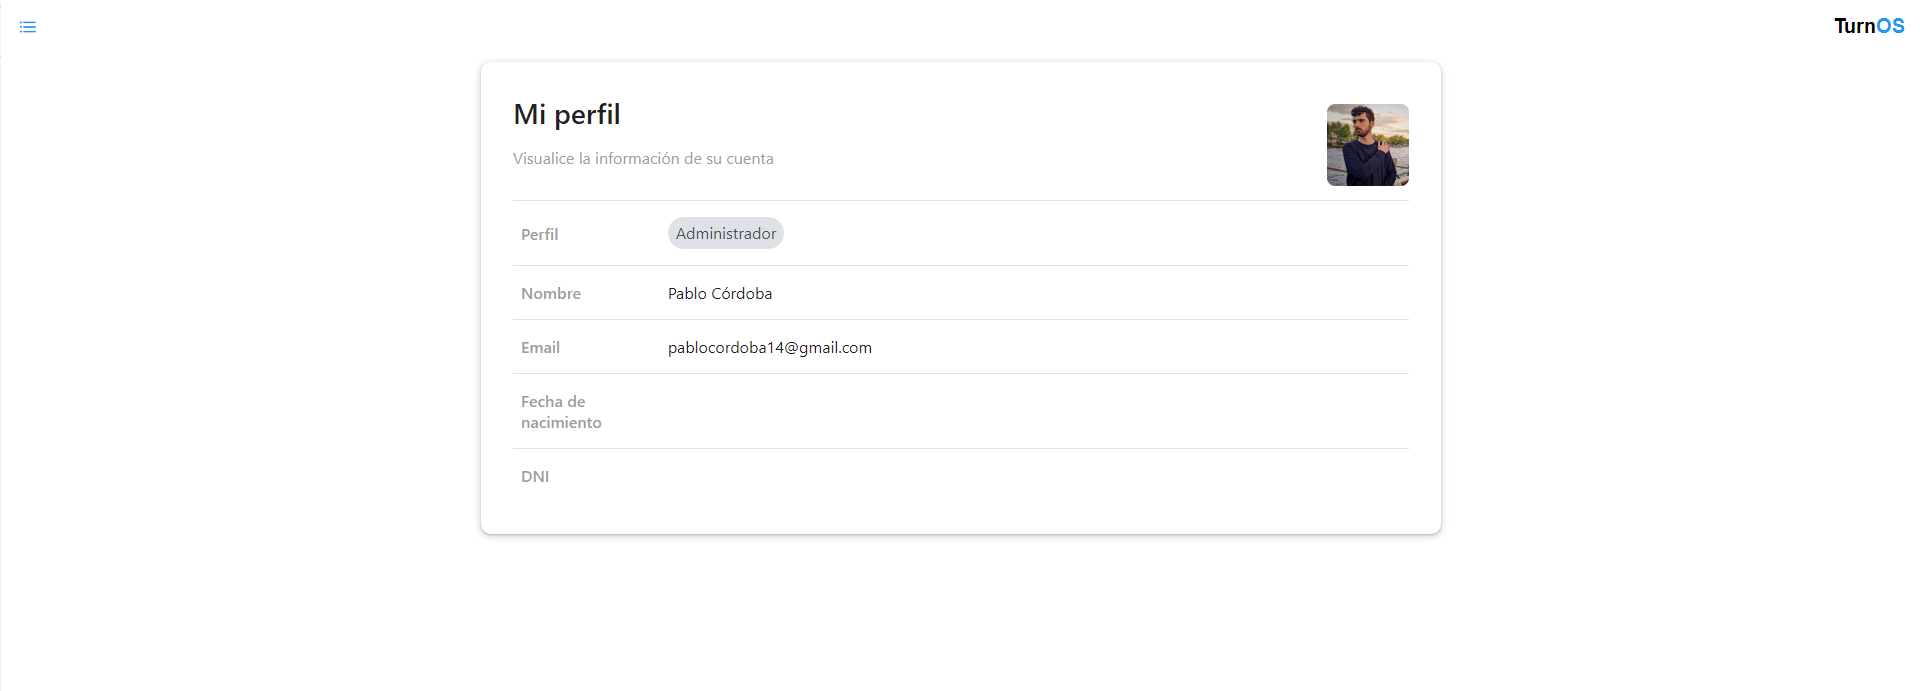 TurnOS
Mi perfil
Visualice la información de su cuenta
Perfil Administrador
Nombre Pablo Córdoba
Email pablocordoba14@gmail.com
Fecha de
nacimiento
DNI